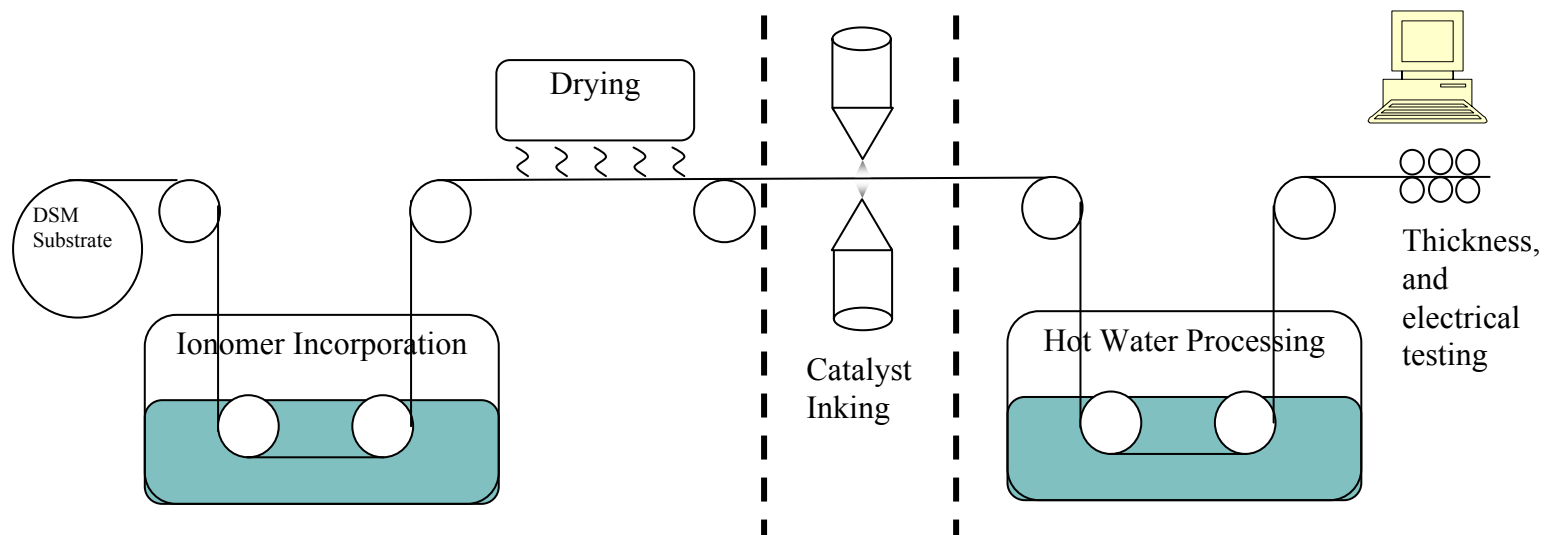 Drying
DSM
Substrate
Ionomer Incorporation
Catalyst
Inking
Hot Water Processing
Thickness,
and
electrical
testing